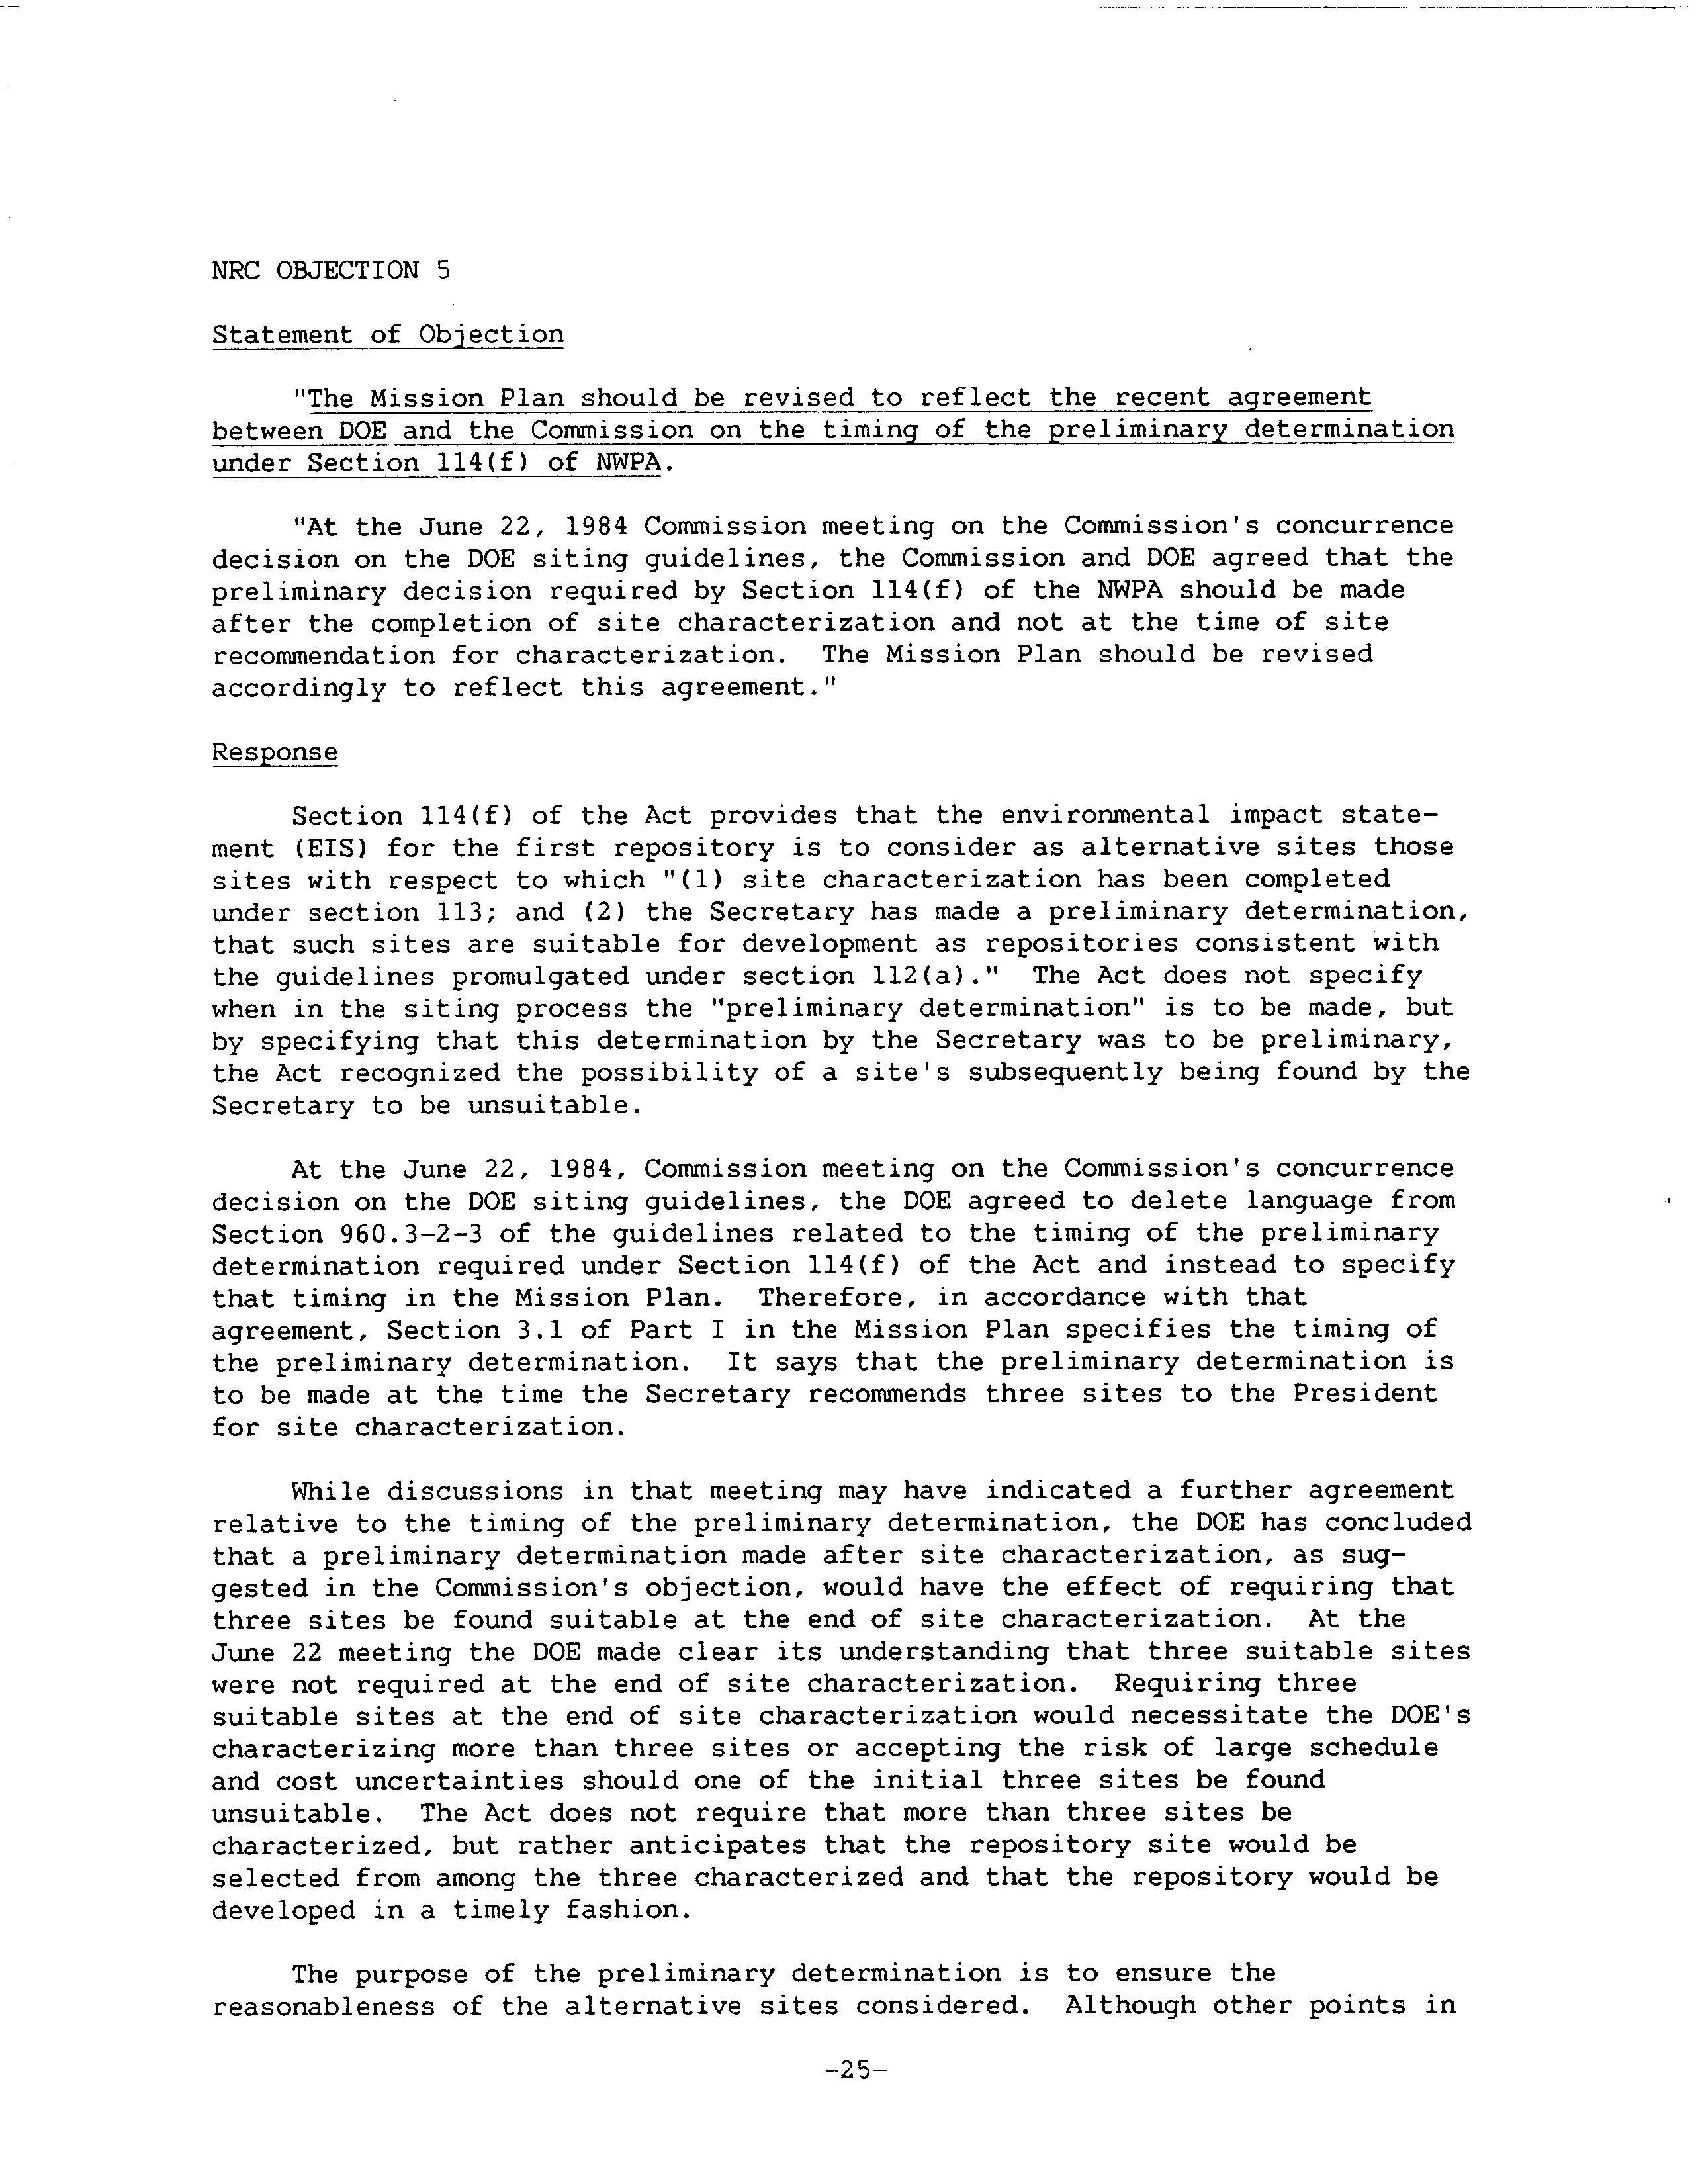 NRC OBJECTION 5
Statement of Objection
"The Mission Plan should be revised to reflect the recent agreement
between DOE and the Commission on the timing of the preliminary determination
under Section 114(f) of NWPA.
"At the June 22, 1984 Commission meeting on the Commission's concurrence
decision on the DOE siting guidelines, the Commission and DOE agreed that the
preliminary decision required by Section 114(f) of the NWPA should be made
after the completion of site characterization and not at the time of site
recommendation for characterization.  The Mission Plan should be revised
accordingly to reflect this agreement."
Response
Section 114(f) of the Act provides that the environmental impact state-
ment (EIS) for the first repository is to consider as alternative sites those
sites with respect to which "(1) site characterization has been completed
under section 113; and (2) the Secretary has made a preliminary determination,
that such sites are suitable for development as repositories consistent with
the guidelines promulgated under section 112(a)."  The Act does not specify
when in the siting process the "preliminary determination" is to be made, but
by specifying that this determination by the Secretary was to be preliminary,
the Act recognized the possibility of a site's subsequently being found by the
Secretary to be unsuitable.
At the June 22, 1984, Commission meeting on the Commission's concurrence
decision on the DOE siting guidelines, the DOE agreed to delete language from
Section 960.3-2-3 of the guidelines related to the timing of the preliminary
determination required under Section 114(f) of the Act and instead to specify
that timing in the Mission Plan.  Therefore, in accordance with that
agreement, Section 3.1 of Part I in the Mission Plan specifies the timing of
the preliminary determination.  It says that the preliminary determination is
to be made at the time the Secretary recommends three sites to the President
for site characterization.
While discussions in that meeting may have indicated a further agreement
relative to the timing of the preliminary determination, the DOE has concluded
that a preliminary determination made after site characterization, as sug-
gested in the Commission's objection, would have the effect of requiring that
three sites be found suitable at the end of site characterization.  At the
June 22 meeting the DOE made clear its understanding that three suitable sites
were not required at the end of site characterization.  Requiring three
suitable sites at the end of site characterization would necessitate the DOE's
characterizing more than three sites or accepting the risk of large schedule
and cost uncertainties should one of the initial three sites be found
unsuitable.  The Act does not require that more than three sites be
characterized, but rather anticipates that the repository site would be
selected from among the three characterized and that the repository would be
developed in a timely fashion.
The purpose of the preliminary determination is to ensure the
reasonableness of the alternative sites considered.  Although other points in
-25-